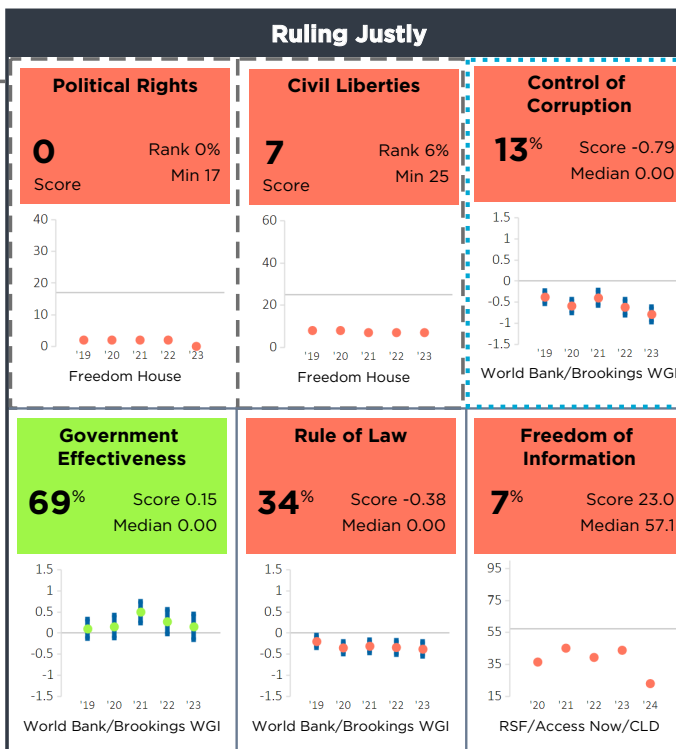 Ruling Justly
Political Rights
0
Score
Rank 0%
Min 17
40
30
20
10
0
'19 '20 '21 '22 '23
Freedom House
Civil Liberties
7
Score
Rank 6%
Min 25
60
40
20
0
'19 '20 '21 '22 '23
Freedom House
Control of
Corruption
13%
Score -0.79
Median 0.00
1.5
1
0.5
0
-0.5
-1
-1.5
'19 '20 '21 '22 '23
World Bank/Brookings WGI
Government
Effectiveness
69%
Score 0.15
Median 0.00
1.5
1
0.5
0
-0.5
-1
-1.5
'19 '20 '21 '22 '23
World Bank/Brookings WGI
Rule of Law
34%
Score -0.38
Median 0.00
1.5
1
0.5
0
-0.5
-1
-1.5
'19 '20 '21 '22 '23
World Bank/Brookings WGI
Freedom of
Information
7%
Score 23.0
Median 57.1
95
75
55
35
15
'20 '21 '22 '23 '24
RSF/Access Now/CLD